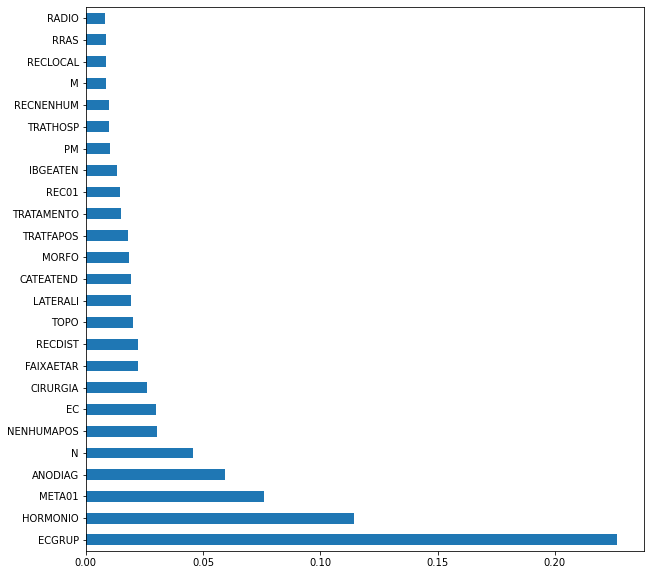 RADIO
RRAS
RECLOCAL
M
RECNENHUM
TRATHOSP
PM
IBGEATEN
REC01
TRATAMENTO
TRATFAPOS
MORFO
CATEATEND
LATERALI
TOPO
RECDIST
FAIXAETAR
CIRURGIA
EC
NENHUMAPOS
N
ANODIAG
META01
HORMONIO
ECGRUP
0.00 0.05 0.10 0.15 0.20